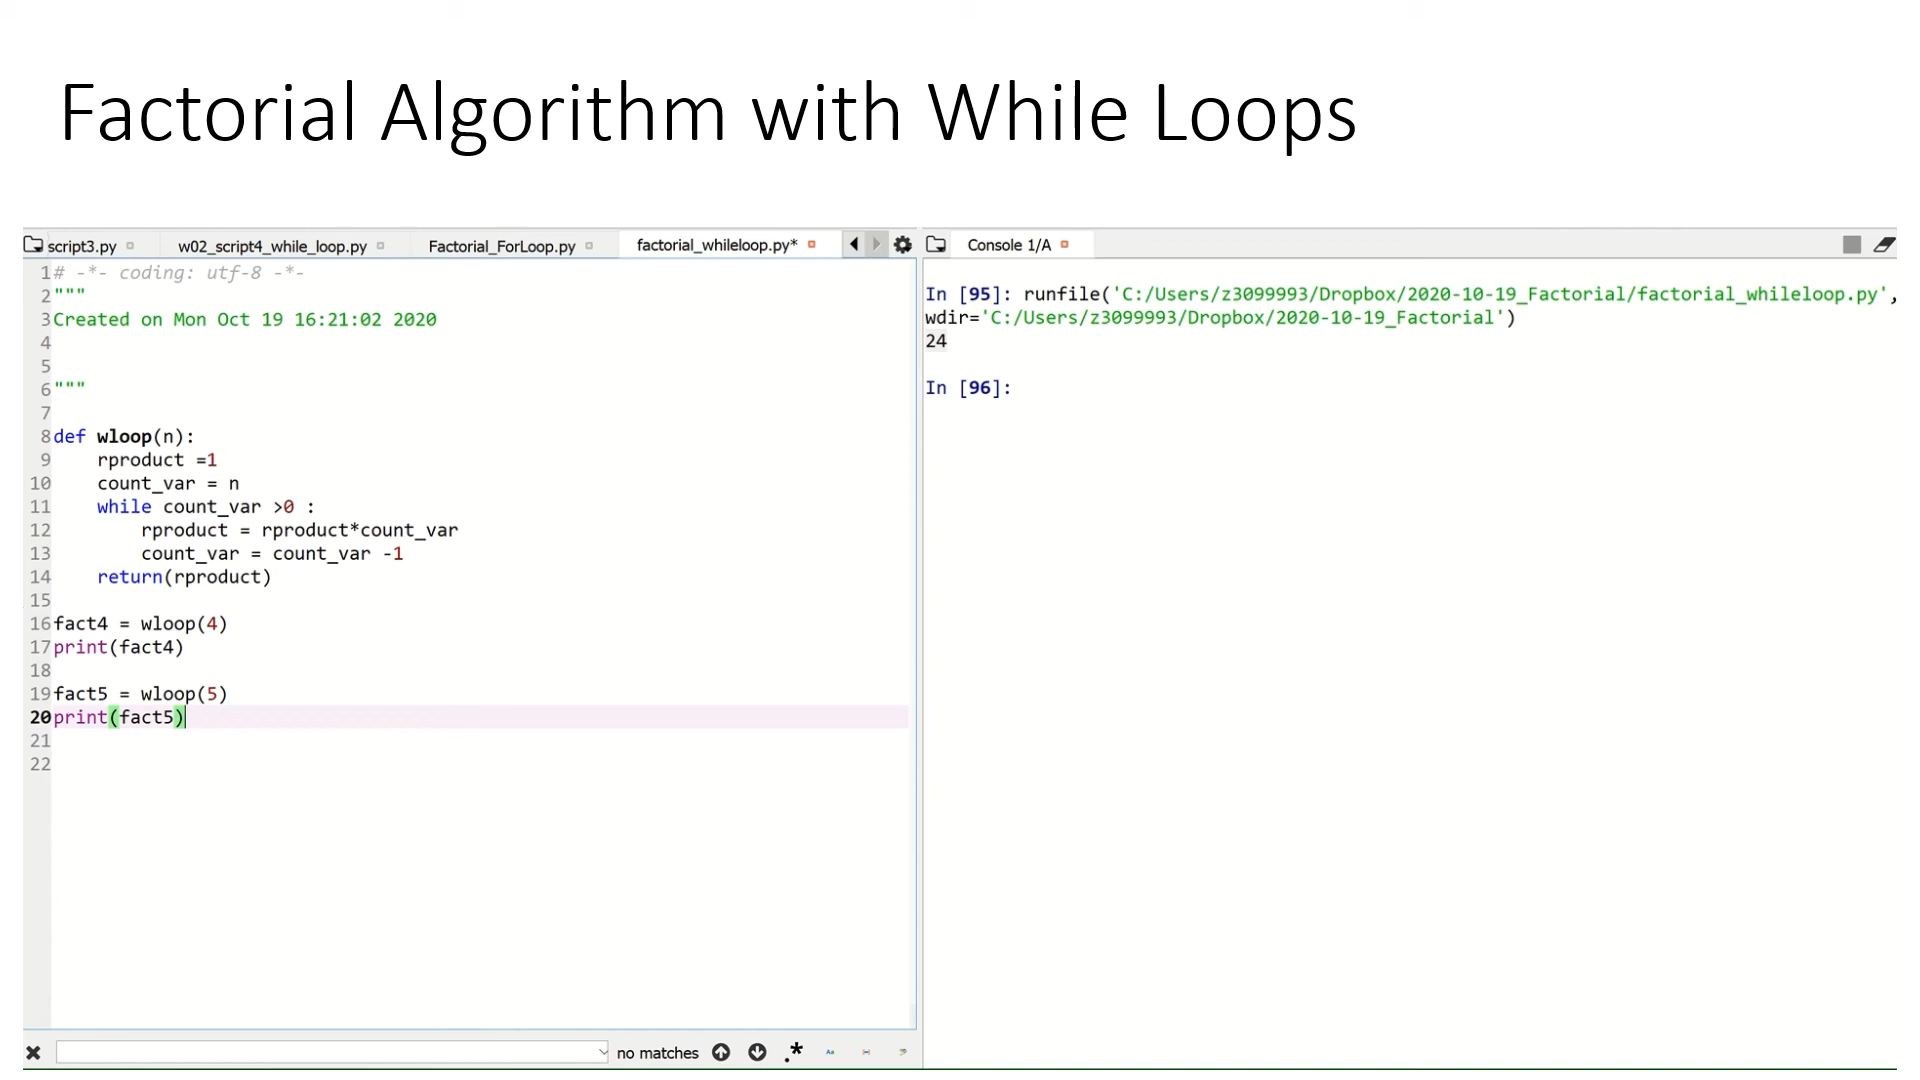 Factorial Algorithm with While Loops
script3.py w02_script4_while_loop.py Factorial_ForLoop.py factorial_whileloop.py*
1 # -*- coding: utf-8 -*-
2 """
3 Created on Mon Oct 19 16:21:02 2020
4
5
6 """
7
8 def wloop(n):
9     rproduct =1
10     count_var = n
11     while count_var >0 :
12         rproduct = rproduct*count_var
13         count_var = count_var -1
14     return(rproduct)
15
16 fact4 = wloop(4)
17 print(fact4)
18
19 fact5 = wloop(5)
20 print(fact5)
21
22
no matches .* Aa
Console 1/A
In [95]: runfile('C:/Users/z3099993/Dropbox/2020-10-19_Factorial/factorial_whileloop.py',
wdir='C:/Users/z3099993/Dropbox/2020-10-19_Factorial')
24
In [96]: